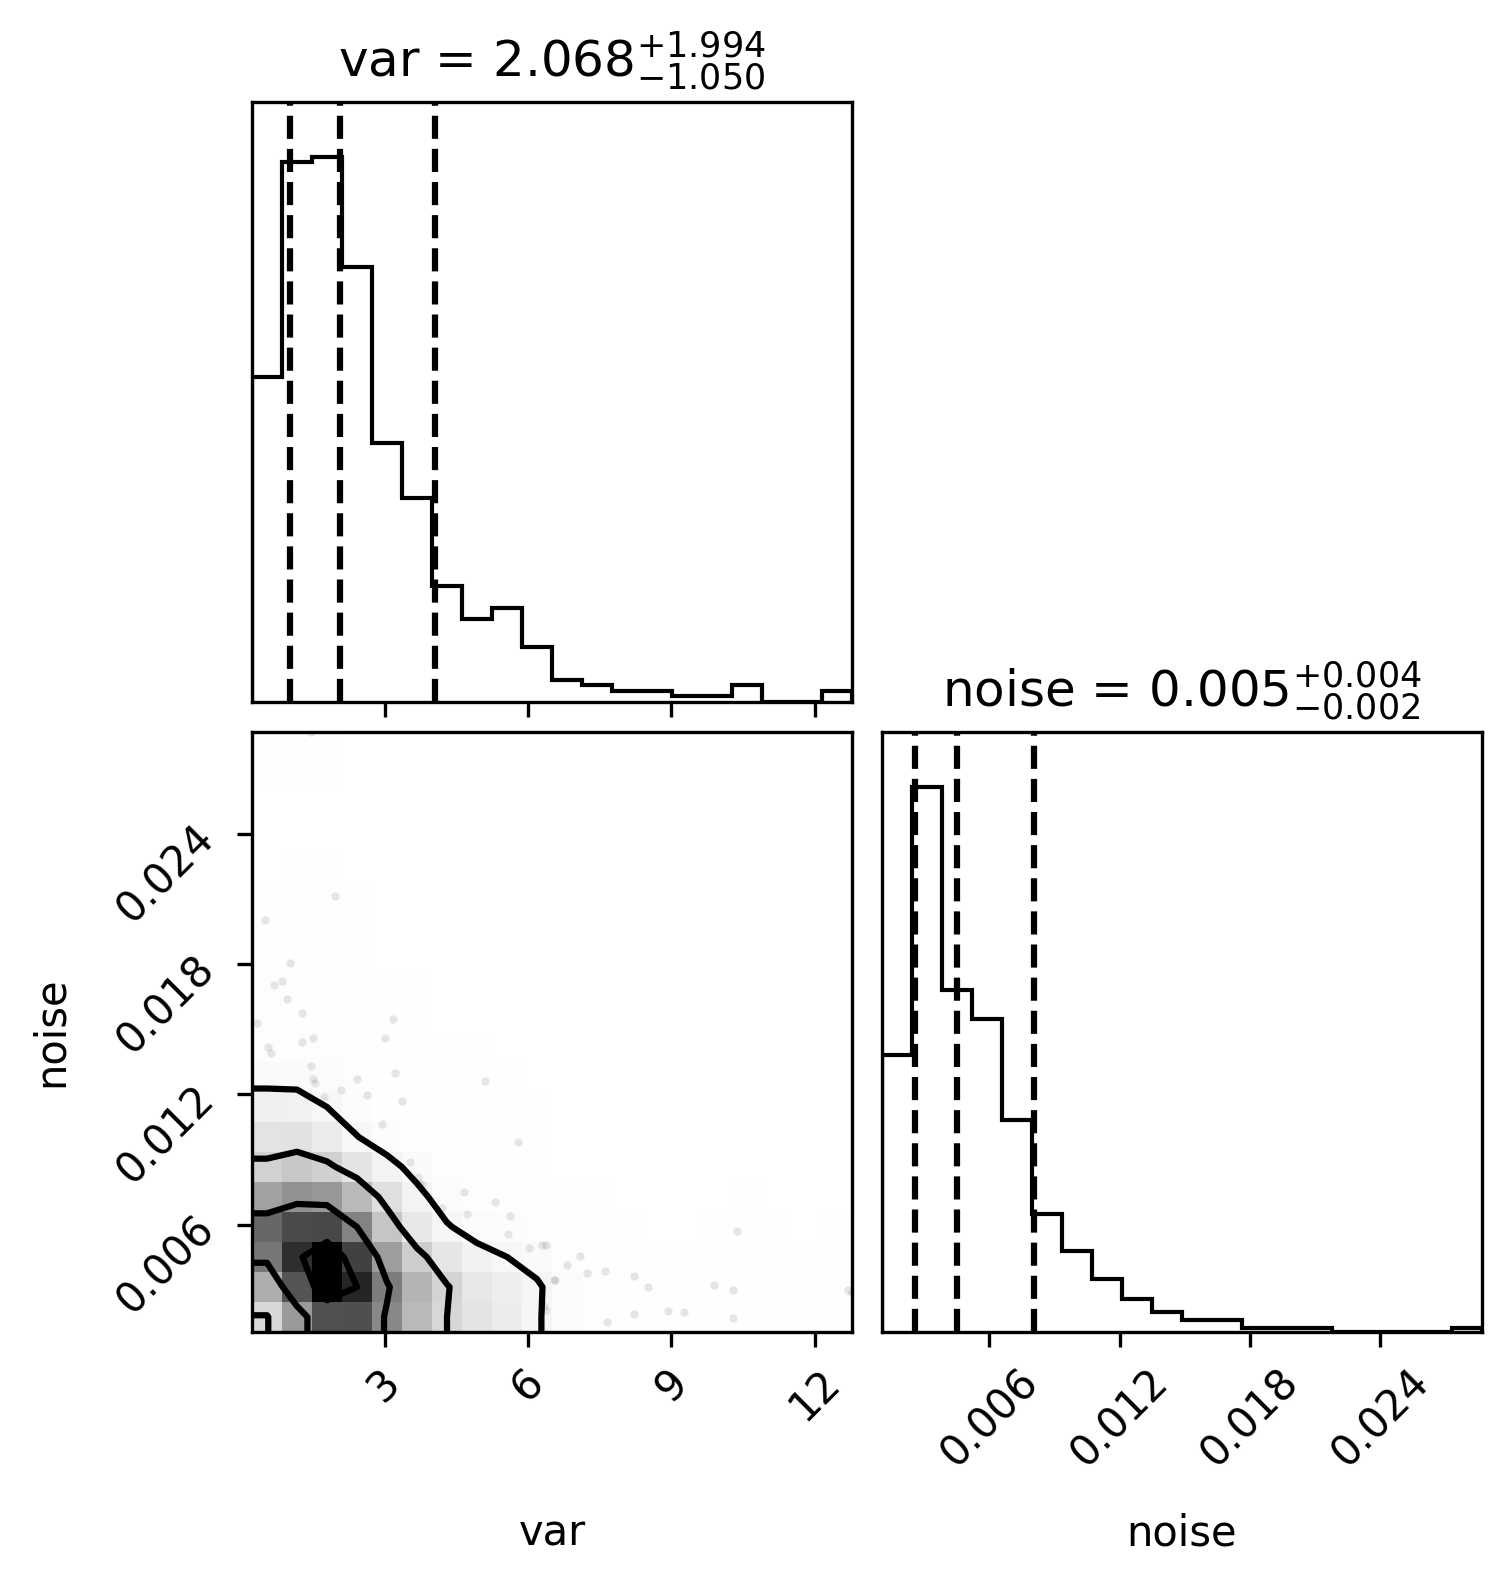 var = 2.068 +1.994 −1.050
noise = 0.005 +0.004 −0.002
0.024
0.018
0.012
0.006
noise
3 6 9 12
0.006 0.012 0.018 0.024
var
noise